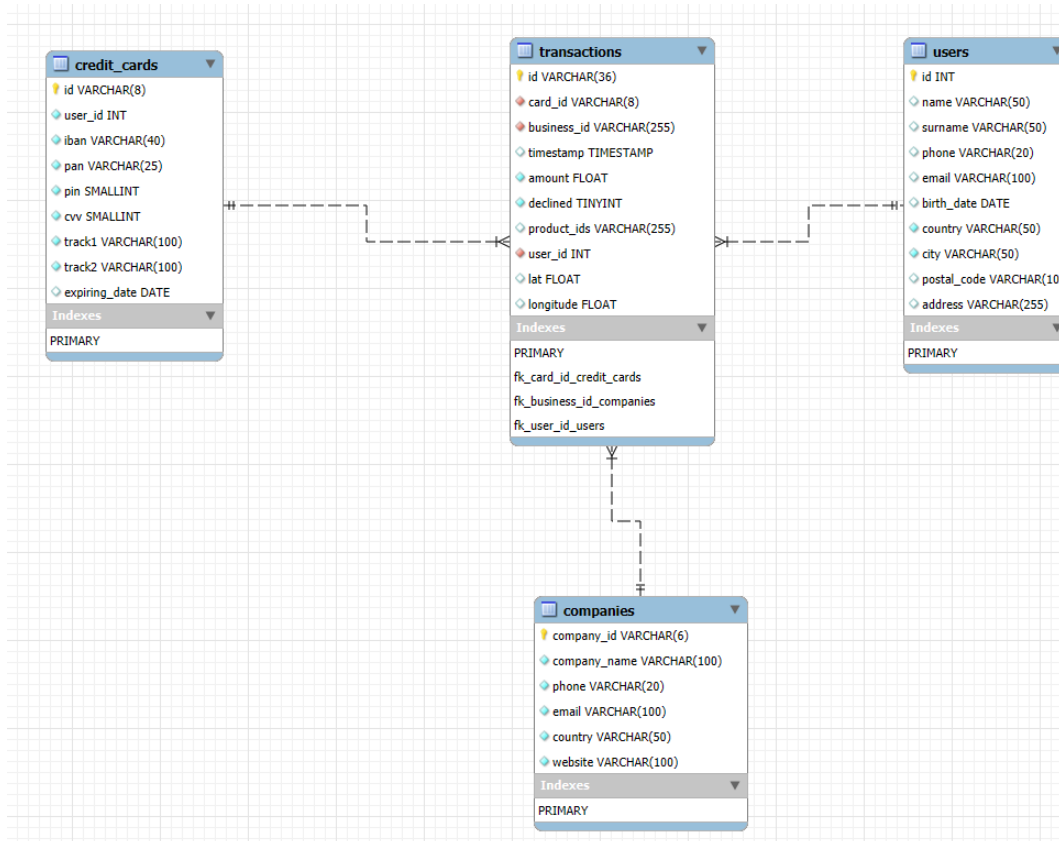 credit_cards
id VARCHAR(8)
user_id INT
iban VARCHAR(40)
pan VARCHAR(25)
pin SMALLINT
cvv SMALLINT
track1 VARCHAR(100)
track2 VARCHAR(100)
expiring_date DATE
Indexes
PRIMARY
transactions
id VARCHAR(36)
card_id VARCHAR(8)
business_id VARCHAR(255)
timestamp TIMESTAMP
amount FLOAT
declined TINYINT
product_ids VARCHAR(255)
user_id INT
lat FLOAT
longitude FLOAT
Indexes
PRIMARY
fk_card_id_credit_cards
fk_business_id_companies
fk_user_id_users
users
id INT
name VARCHAR(50)
surname VARCHAR(50)
phone VARCHAR(20)
email VARCHAR(100)
birth_date DATE
country VARCHAR(50)
city VARCHAR(50)
postal_code VARCHAR(10
address VARCHAR(255)
Indexes
PRIMARY
companies
company_id VARCHAR(6)
company_name VARCHAR(100)
phone VARCHAR(20)
email VARCHAR(100)
country VARCHAR(50)
website VARCHAR(100)
Indexes
PRIMARY